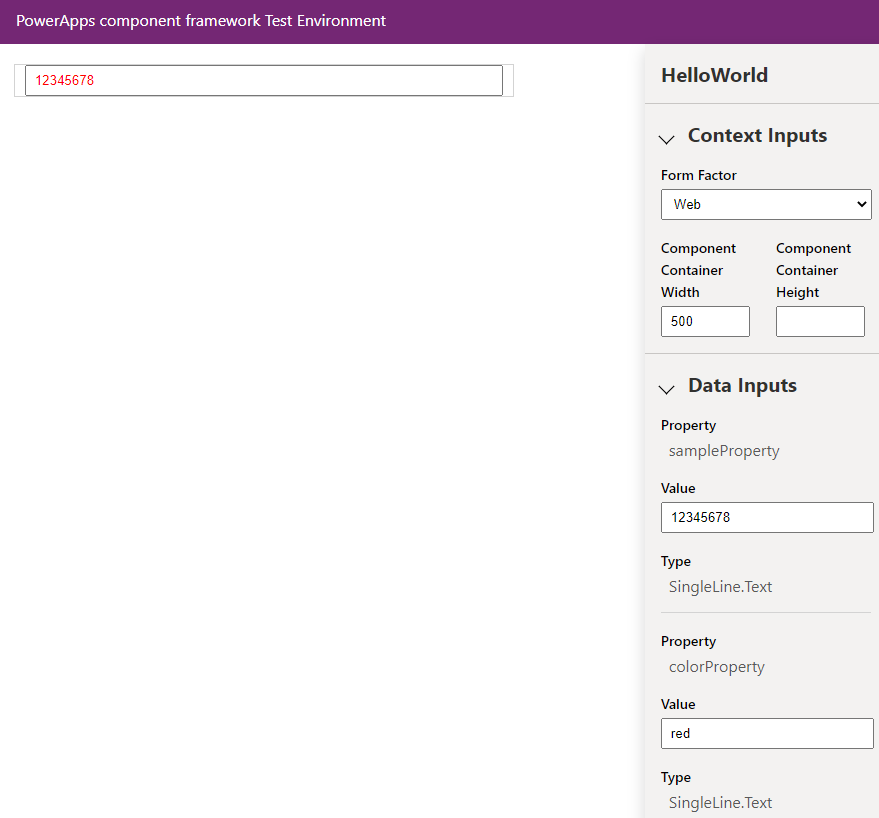 PowerApps component framework Test Environment
12345678
HelloWorld
Context Inputs
Form Factor
Web
Component Container Width
Component Container Height
500
Data Inputs
Property
sampleProperty
Value
12345678
Type
SingleLine.Text
Property
colorProperty
Value
red
Type
SingleLine.Text